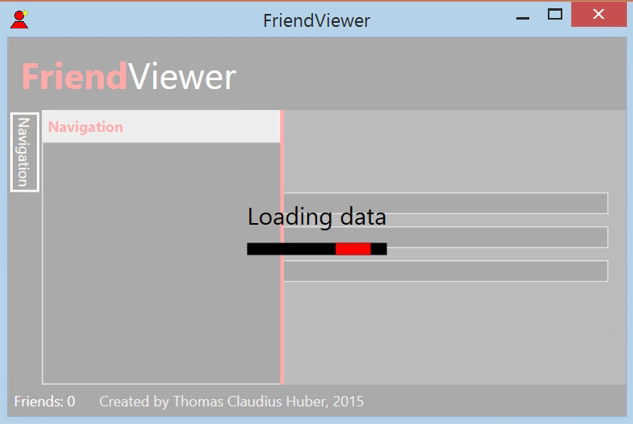 FriendViewer
FriendViewer
Navigation
Navigation
Loading data
Friends: 0 Created by Thomas Claudius Huber, 2015